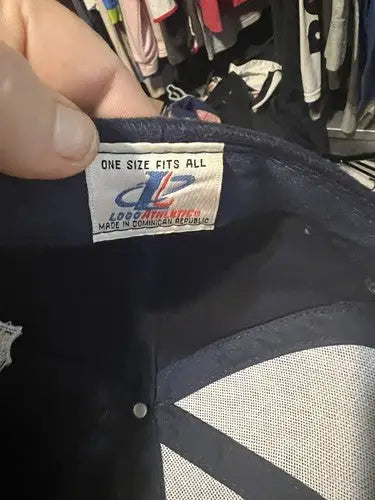 ONE SIZE FITS ALL
LOGO ATHLETIC
MADE IN DOMINICAN REPUBLIC